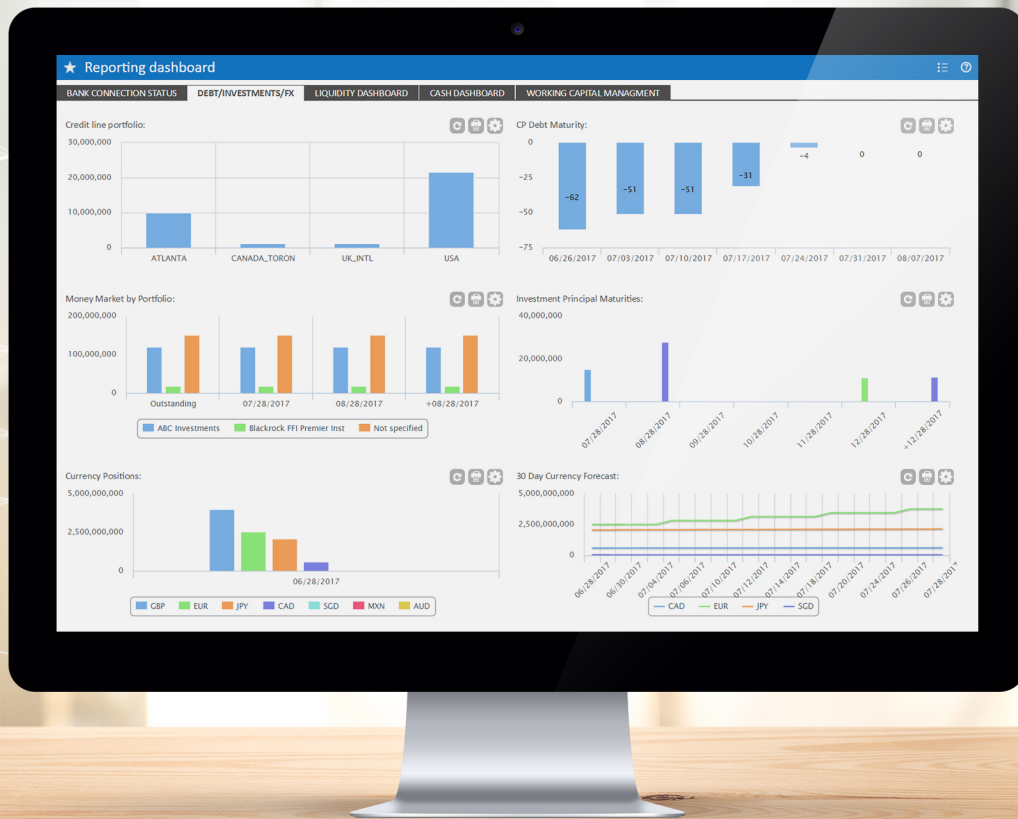 ★ Reporting dashboard
BANK CONNECTION STATUS DEBT/INVESTMENTS/FX LIQUIDITY DASHBOARD CASH DASHBOARD WORKING CAPITAL MANAGMENT
Credit line portfolio:
30,000,000
20,000,000
10,000,000
0
ATLANTA CANADA_TORON UK_INTL USA
CP Debt Maturity:
0
-25
-50
-75
-62 -51 -51 -31 -4 0 0
06/26/2017 07/03/2017 07/10/2017 07/17/2017 07/24/2017 07/31/2017 08/07/2017
Money Market by Portfolio:
200,000,000
100,000,000
0
Outstanding 07/28/2017 08/28/2017 +08/28/2017
ABC Investments Blackrock FFI Premier Inst Not specified
Investment Principal Maturities:
40,000,000
20,000,000
0
07/28/2017 08/28/2017 09/28/2017 10/28/2017 11/28/2017 12/28/2017 +12/28/2017
Currency Positions:
5,000,000,000
2,500,000,000
0
06/28/2017
GBP EUR JPY CAD SGD MXN AUD
30 Day Currency Forecast:
5,000,000,000
2,500,000,000
0
06/28/2017 06/30/2017 07/04/2017 07/06/2017 07/10/2017 07/12/2017 07/14/2017 07/18/2017 07/20/2017 07/24/2017 07/26/2017 07/28/2017
CAD EUR JPY SGD